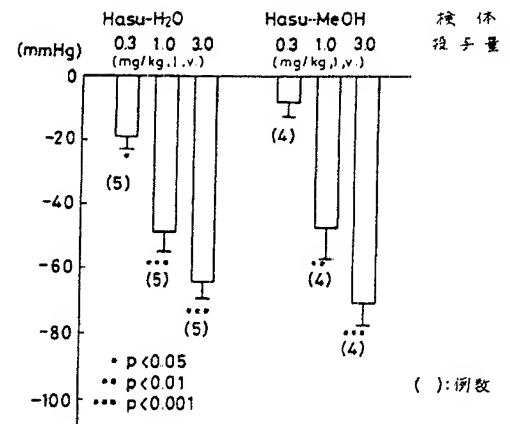 Hasu-H₂O Hasu-MeOH 検体
(mmHg) 0.3 1.0 3.0 0.3 1.0 3.0 投与量
(mg/kg, i,v.) (mg/kg, i,v.)
0
-20
(4)
(5)
-40
-60
(5) (4)
(5)
-80
(4)
* p<0.05
** p<0.01
-100 *** p<0.001
( ):例数